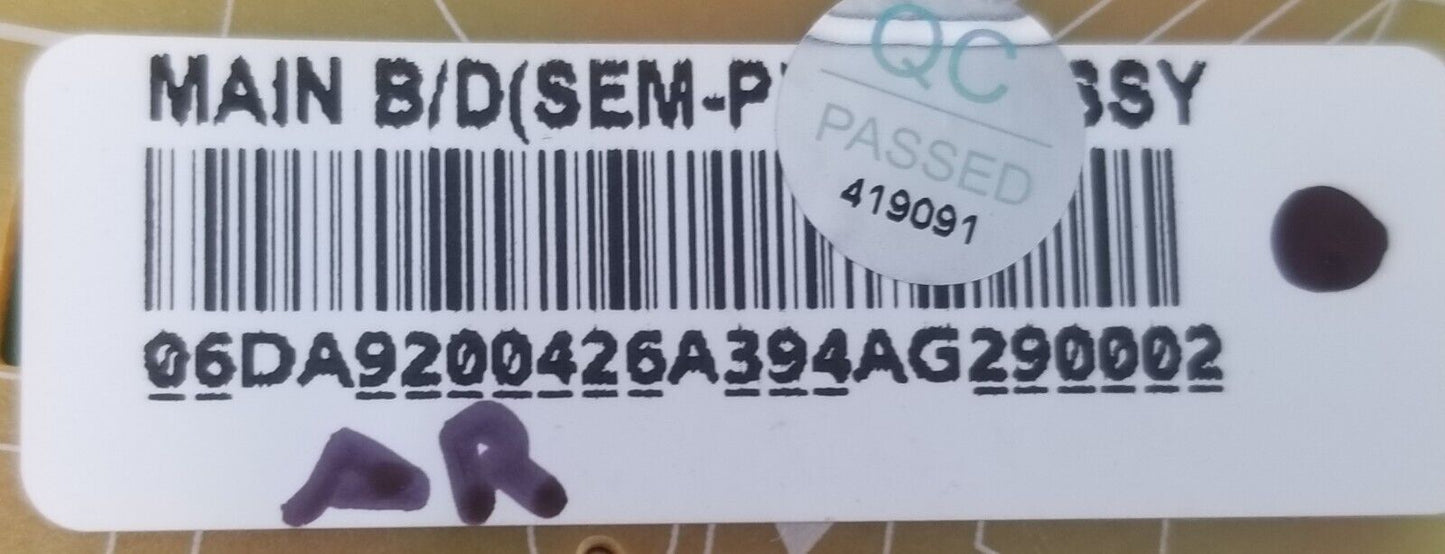 MAIN B/D(SEM-P SSY
QC
PASSED
419091
06DA9200426A394AG290002
AR